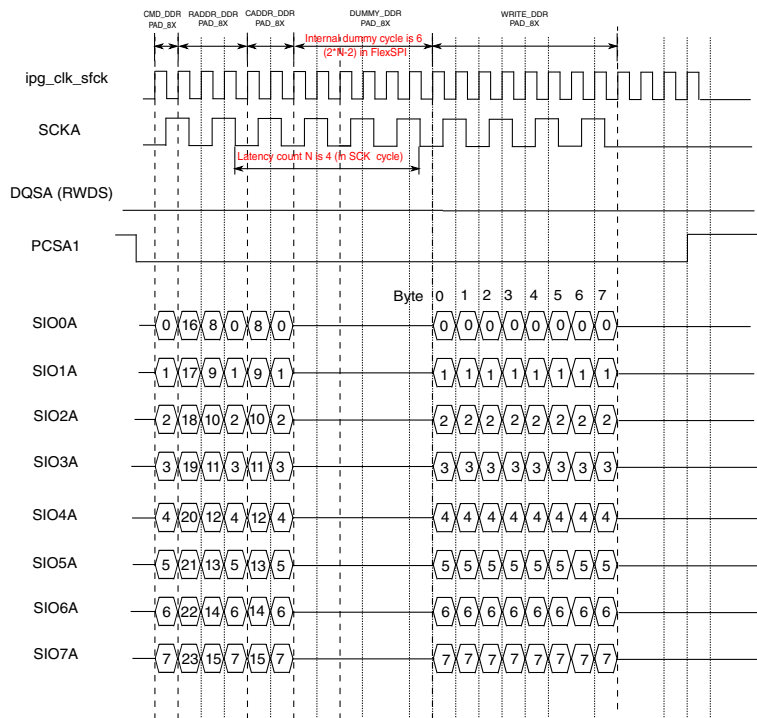 CMD_DDR RADDR_DDR CADDR_DDR DUMMY_DDR WRITE_DDR
PAD_8X PAD_8X PAD_8X PAD_8X PAD_8X
Internal dummy cycle is 6
(2*N-2) in FlexSPI
ipg_clk_sfck
SCKA
Latency count N is 4 (in SCK cycle)
DQSA (RWDS)
PCSA1
Byte 0 1 2 3 4 5 6 7
SIO0A 0 16 8 0 8 0 0 0 0 0 0 0 0 0
SIO1A 1 17 9 1 9 1 1 1 1 1 1 1 1 1
SIO2A 2 18 10 2 10 2 2 2 2 2 2 2 2 2
SIO3A 3 19 11 3 11 3 3 3 3 3 3 3 3 3
SIO4A 4 20 12 4 12 4 4 4 4 4 4 4 4 4
SIO5A 5 21 13 5 13 5 5 5 5 5 5 5 5 5
SIO6A 6 22 14 6 14 6 6 6 6 6 6 6 6 6
SIO7A 7 23 15 7 15 7 7 7 7 7 7 7 7 7